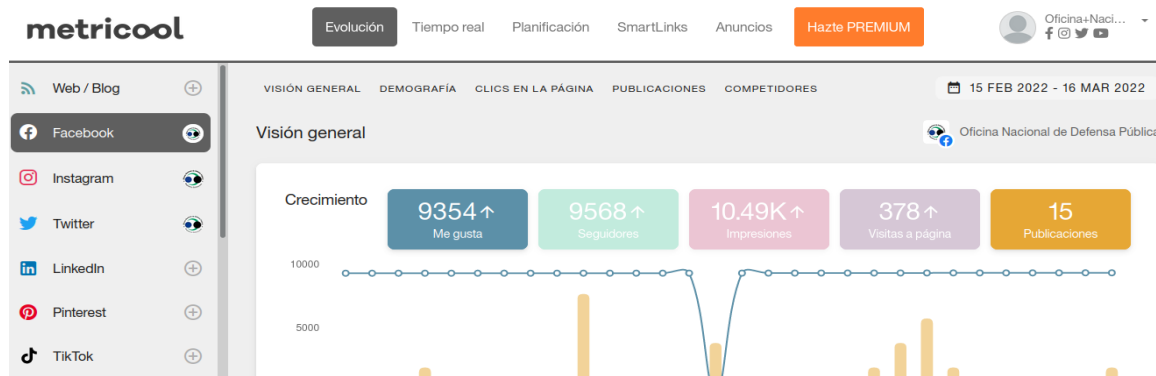 metricool
Evolución Tiempo real Planificación SmartLinks Anuncios Hazte PREMIUM Oficina+Naci...
Web / Blog
Facebook
Instagram
Twitter
LinkedIn
Pinterest
TikTok
VISIÓN GENERAL DEMOGRAFÍA CLICS EN LA PÁGINA PUBLICACIONES COMPETIDORES 15 FEB 2022 - 16 MAR 2022
Visión general Oficina Nacional de Defensa Pública
Crecimiento
9354 ↑ 9568 ↑ 10.49K ↑ 378 ↑ 15
Me gusta Seguidores Impresiones Visitas a página Publicaciones
10000
5000